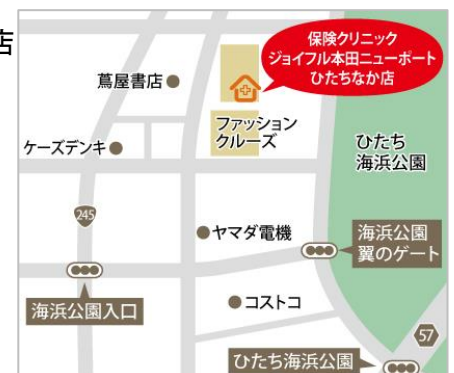 店
保険クリニック
ジョイフル本田ニューポート
ひたちなか店
蔦屋書店
ファッション
クルーズ
ケーズデンキ
ひたち
海浜公園
245
ヤマダ電機
海浜公園
翼のゲート
海浜公園入口
コストコ
57
ひたち海浜公園